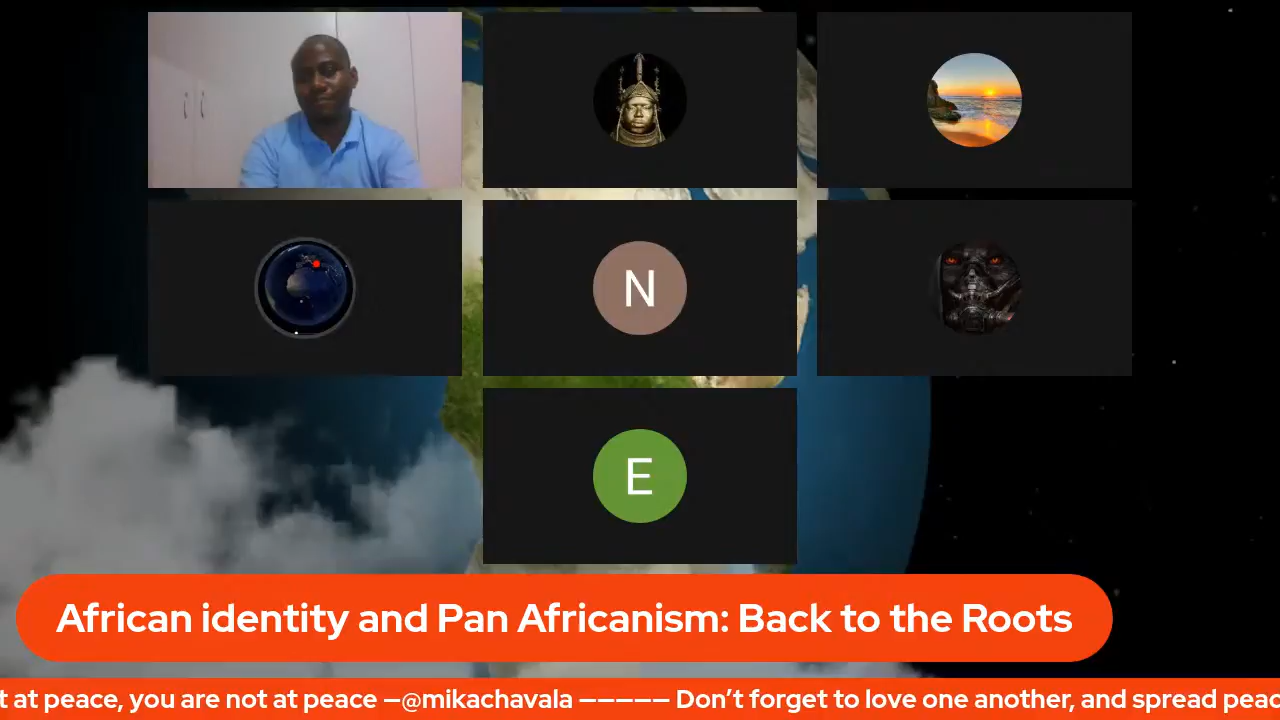 N
E
African identity and Pan Africanism: Back to the Roots
t at peace, you are not at peace —@mikachavala ————— Don’t forget to love one another, and spread peac